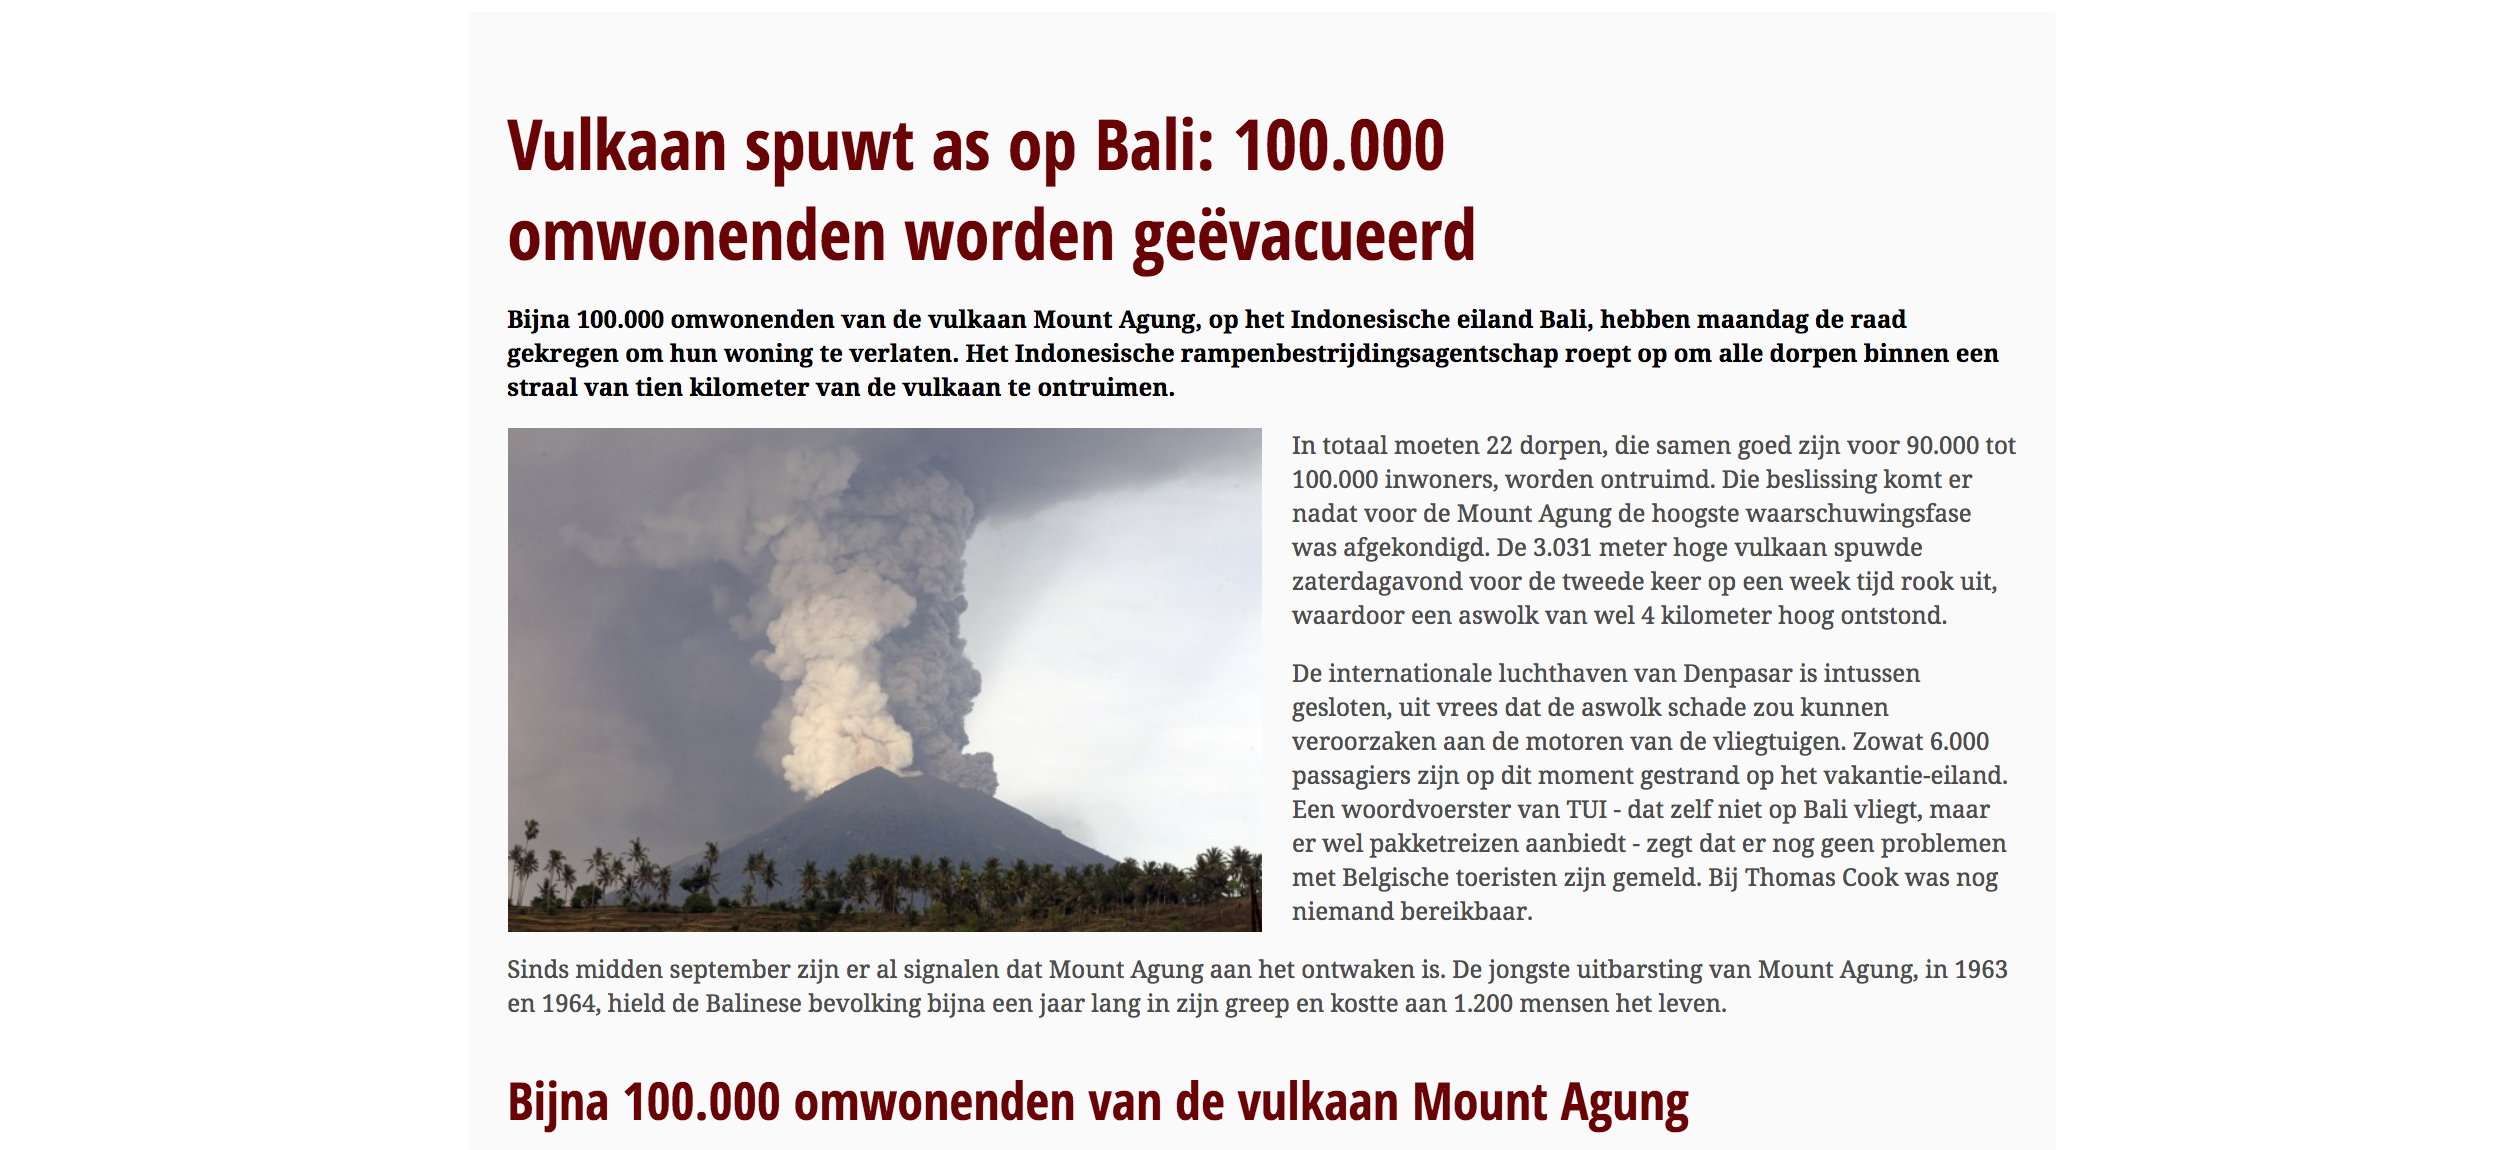 Vulkaan spuwt as op Bali: 100.000
omwonenden worden geëvacueerd
Bijna 100.000 omwonenden van de vulkaan Mount Agung, op het Indonesische eiland Bali, hebben maandag de raad
gekregen om hun woning te verlaten. Het Indonesische rampenbestrijdingsagentschap roept op om alle dorpen binnen een
straal van tien kilometer van de vulkaan te ontruimen.
In totaal moeten 22 dorpen, die samen goed zijn voor 90.000 tot
100.000 inwoners, worden ontruimd. Die beslissing komt er
nadat voor de Mount Agung de hoogste waarschuwingsfase
was afgekondigd. De 3.031 meter hoge vulkaan spuwde
zaterdagavond voor de tweede keer op een week tijd rook uit,
waardoor een aswolk van wel 4 kilometer hoog ontstond.
De internationale luchthaven van Denpasar is intussen
gesloten, uit vrees dat de aswolk schade zou kunnen
veroorzaken aan de motoren van de vliegtuigen. Zowat 6.000
passagiers zijn op dit moment gestrand op het vakantie-eiland.
Een woordvoerster van TUI - dat zelf niet op Bali vliegt, maar
er wel pakketreizen aanbiedt - zegt dat er nog geen problemen
met Belgische toeristen zijn gemeld. Bij Thomas Cook was nog
niemand bereikbaar.
Sinds midden september zijn er al signalen dat Mount Agung aan het ontwaken is. De jongste uitbarsting van Mount Agung, in 1963
en 1964, hield de Balinese bevolking bijna een jaar lang in zijn greep en kostte aan 1.200 mensen het leven.
Bijna 100.000 omwonenden van de vulkaan Mount Agung